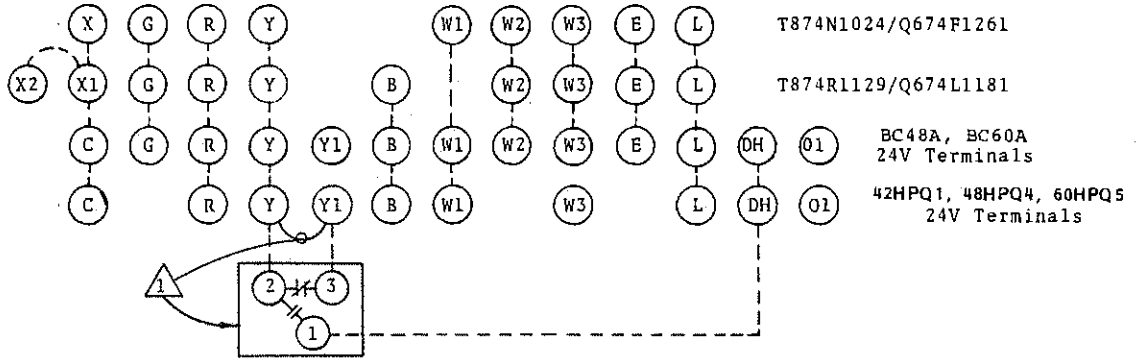 X G R Y W1 W2 W3 E L T874N1024/Q674F1261
X2 X1 G R Y B W2 W3 E L T874R1129/Q674L1181
C G R Y Y1 B W1 W2 W3 E L DH O1 BC48A, BC60A
24V Terminals
C R Y Y1 B W1 W3 L DH O1 42HPQ1, 48HPQ4, 60HPQ5
24V Terminals
1 2 3
1